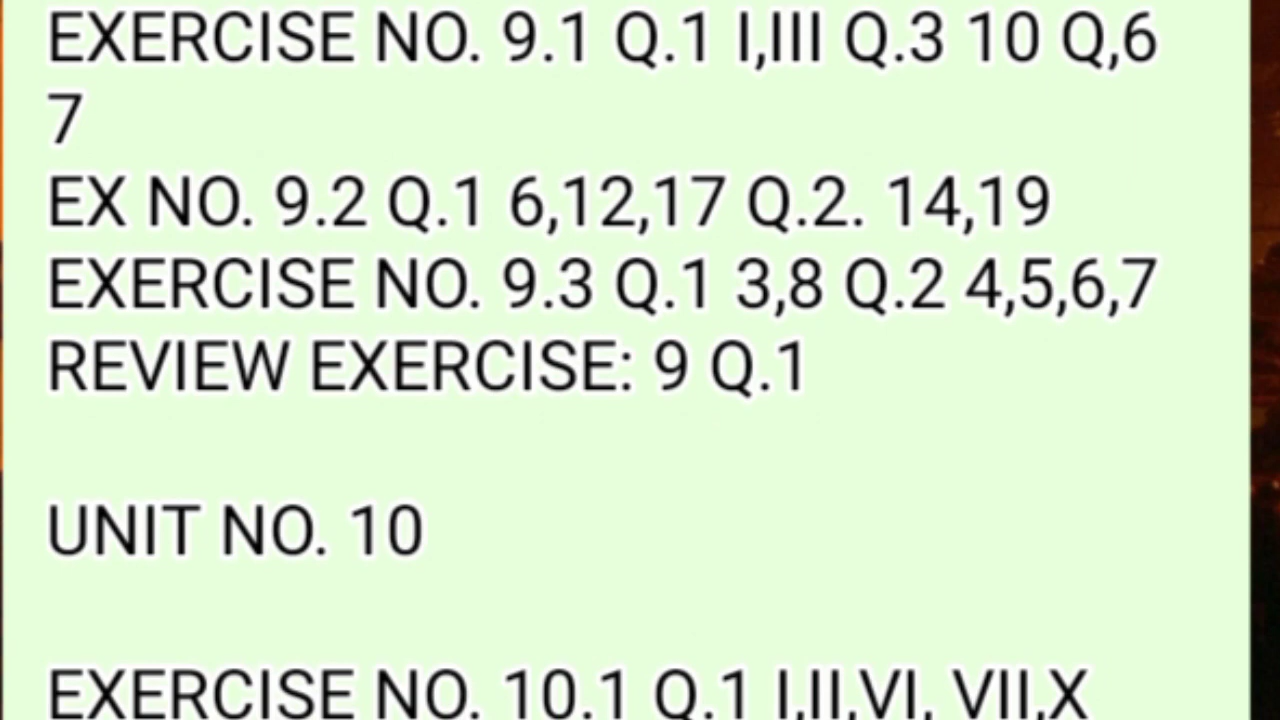 EXERCISE NO. 9.1 Q.1 I,III Q.3 10 Q,6
7
EX NO. 9.2 Q.1 6,12,17 Q.2. 14,19
EXERCISE NO. 9.3 Q.1 3,8 Q.2 4,5,6,7
REVIEW EXERCISE: 9 Q.1
UNIT NO. 10
EXERCISE NO. 10.1 Q.1 I,II,VI, VII,X